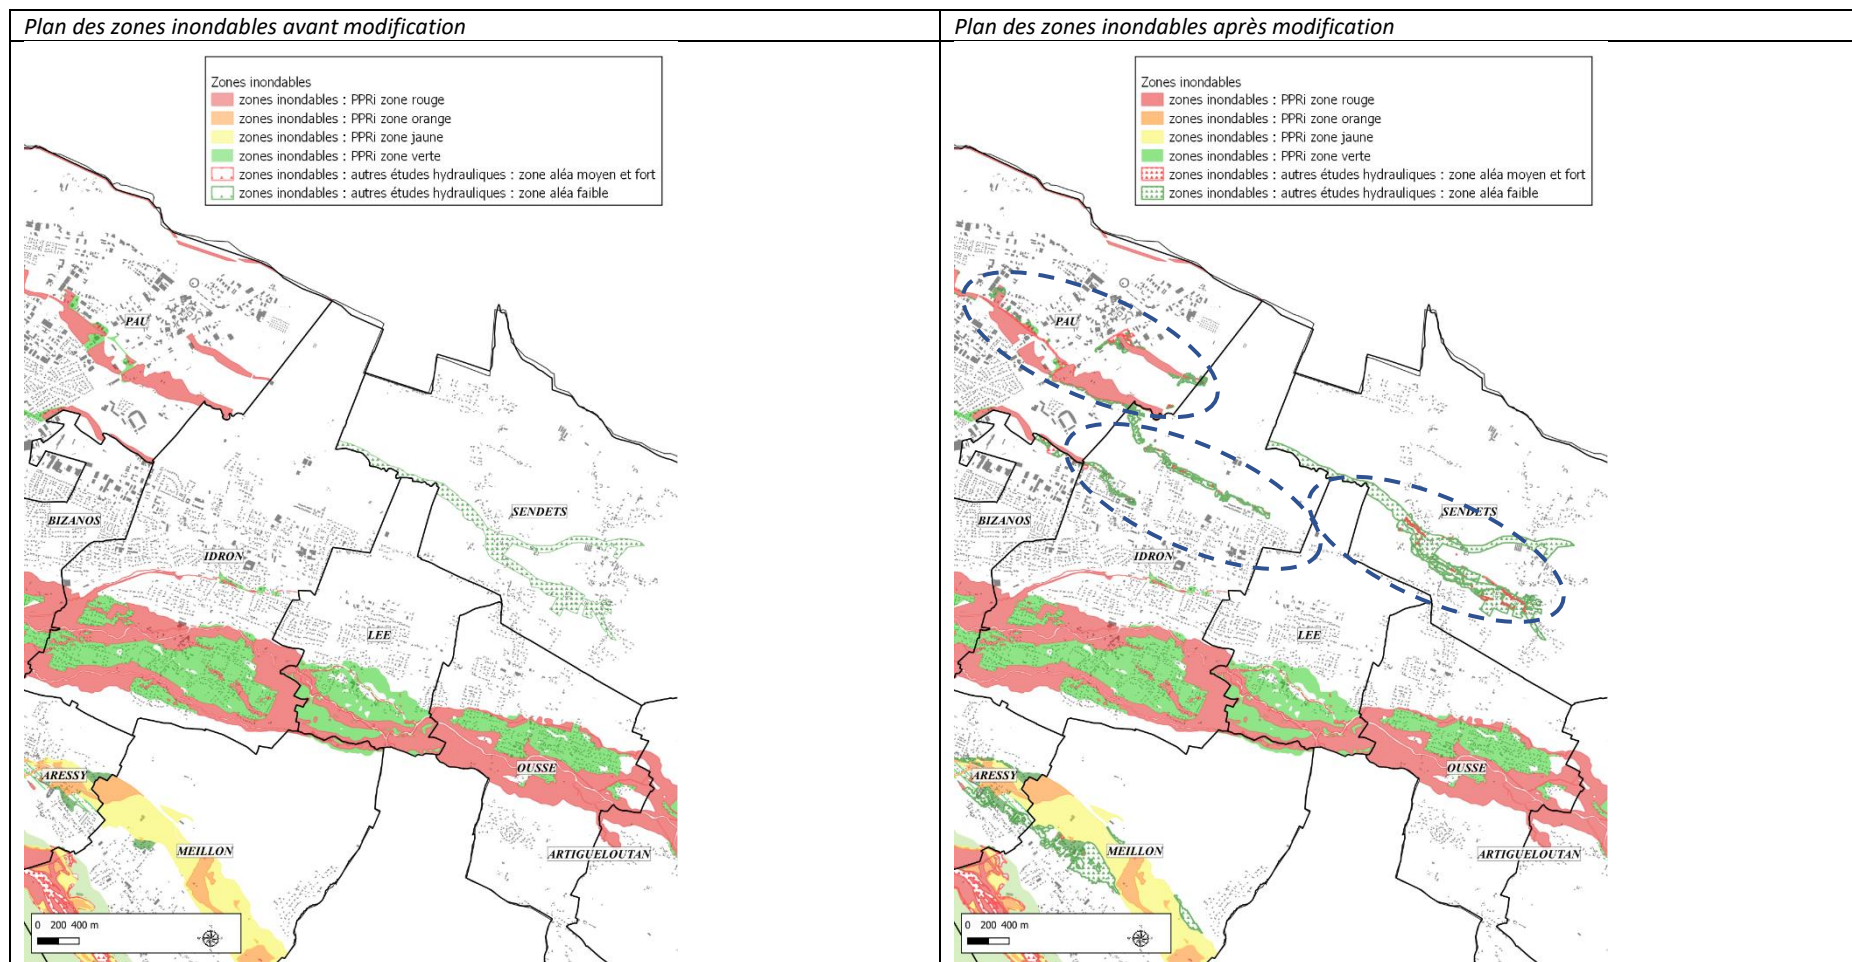 Plan des zones inondables avant modification
Zones inondables
zones inondables : PPRi zone rouge
zones inondables : PPRi zone orange
zones inondables : PPRi zone jaune
zones inondables : PPRi zone verte
zones inondables : autres études hydrauliques : zone aléa moyen et fort
zones inondables : autres études hydrauliques : zone aléa faible
PAU
SENDETS
BIZANOS
IDRON
LEE
OUSSE
ARESSY
MEILLON
ARTIGUELOUTAN
0 200 400 m
Plan des zones inondables après modification
Zones inondables
zones inondables : PPRi zone rouge
zones inondables : PPRi zone orange
zones inondables : PPRi zone jaune
zones inondables : PPRi zone verte
zones inondables : autres études hydrauliques : zone aléa moyen et fort
zones inondables : autres études hydrauliques : zone aléa faible
PAU
SENDETS
BIZANOS
IDRON
LEE
OUSSE
ARESSY
MEILLON
ARTIGUELOUTAN
0 200 400 m